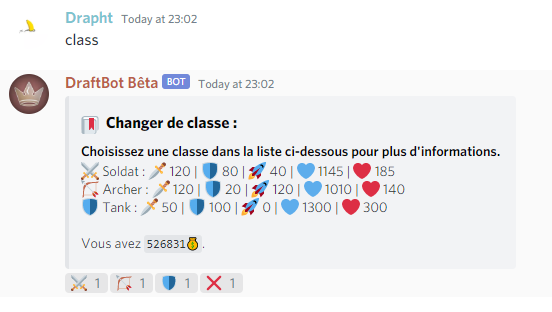 Drapht Today at 23:02
class
DraftBot Bêta BOT Today at 23:02
Changer de classe :
Choisissez une classe dans la liste ci-dessous pour plus d'informations.
⚔️ Soldat : 🗡️ 120 | 🛡️ 80 | 🚀 40 | 💙 1145 | ❤️ 185
🏹 Archer : 🗡️ 120 | 🛡️ 20 | 🚀 120 | 💙 1010 | ❤️ 140
🛡️ Tank : 🗡️ 50 | 🛡️ 100 | 🚀 0 | 💙 1300 | ❤️ 300
Vous avez 526831💰.
⚔️ 1 🏹 1 🛡️ 1 ❌ 1